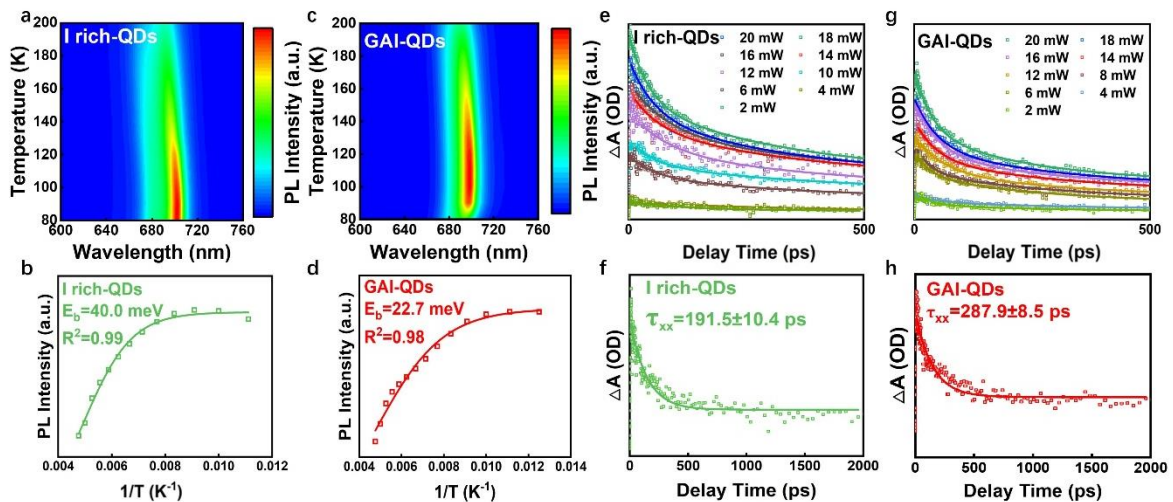 a
I rich-QDs
Temperature (K)
200
180
160
140
120
100
80
600
640
680
720
760
Wavelength (nm)
PL Intensity (a.u.)
c
GAI-QDs
Temperature (K)
200
180
160
140
120
100
80
600
640
680
720
760
Wavelength (nm)
PL Intensity (a.u.)
e
I rich-QDs
20 mW 18 mW
16 mW 14 mW
12 mW 10 mW
6 mW 4 mW
2 mW
△A (OD)
0
500
Delay Time (ps)
g
GAI-QDs
20 mW 18 mW
16 mW 14 mW
12 mW 8 mW
6 mW 4 mW
2 mW
△A (OD)
0
500
Delay Time (ps)
b
I rich-QDs
E_b=40.0 meV
R²=0.99
PL Intensity (a.u.)
0.004 0.006 0.008 0.010 0.012
1/T (K⁻¹)
d
GAI-QDs
E_b=22.7 meV
R²=0.98
PL Intensity (a.u.)
0.004 0.006 0.008 0.010 0.012 0.014
1/T (K⁻¹)
f
I rich-QDs
τ_xx=191.5±10.4 ps
△A (OD)
0 500 1000 1500 2000
Delay Time (ps)
h
GAI-QDs
τ_xx=287.9±8.5 ps
△A (OD)
0 500 1000 1500 2000
Delay Time (ps)